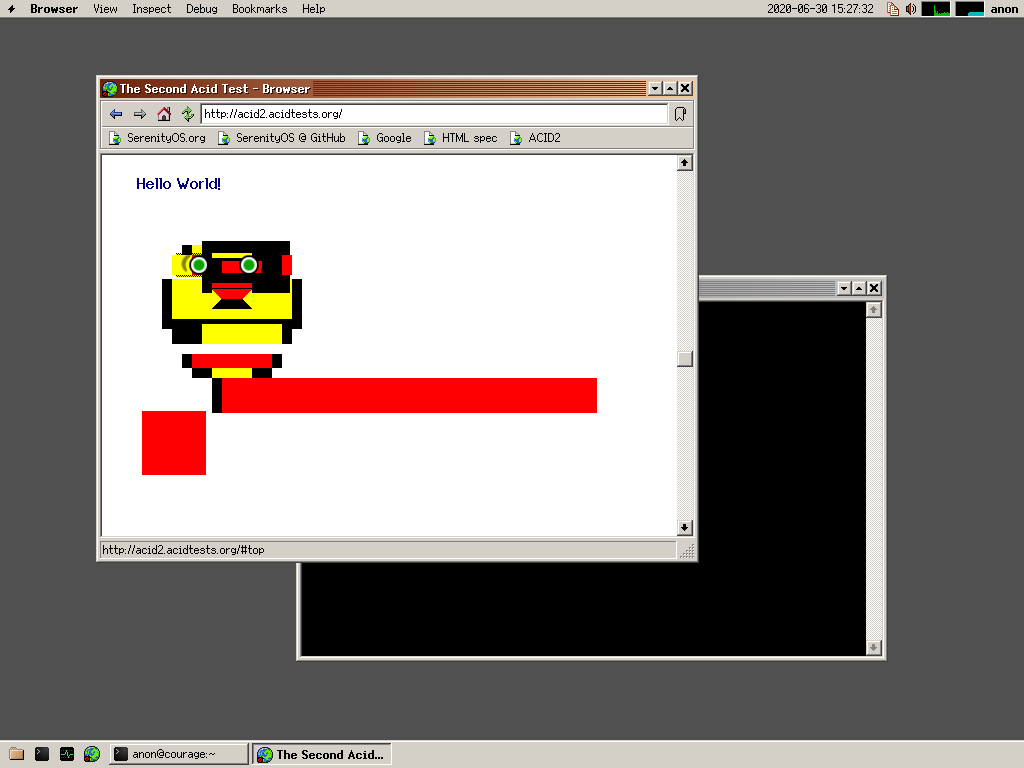 Browser View Inspect Debug Bookmarks Help 2020-06-30 15:27:32 anon
The Second Acid Test - Browser
http://acid2.acidtests.org/
SerenityOS.org SerenityOS @ GitHub Google HTML spec ACID2
Hello World!
http://acid2.acidtests.org/#top
anon@courage:~ The Second Acid...